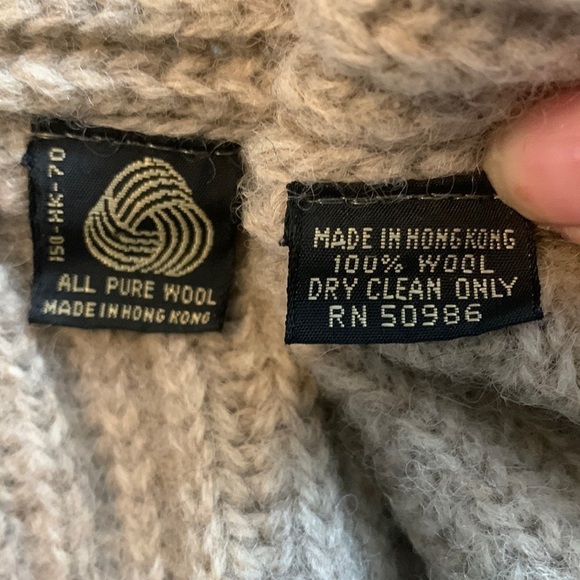 150-HK-70
ALL PURE WOOL
MADE IN HONG KONG
MADE IN HONG KONG
100% WOOL
DRY CLEAN ONLY
RN 50986